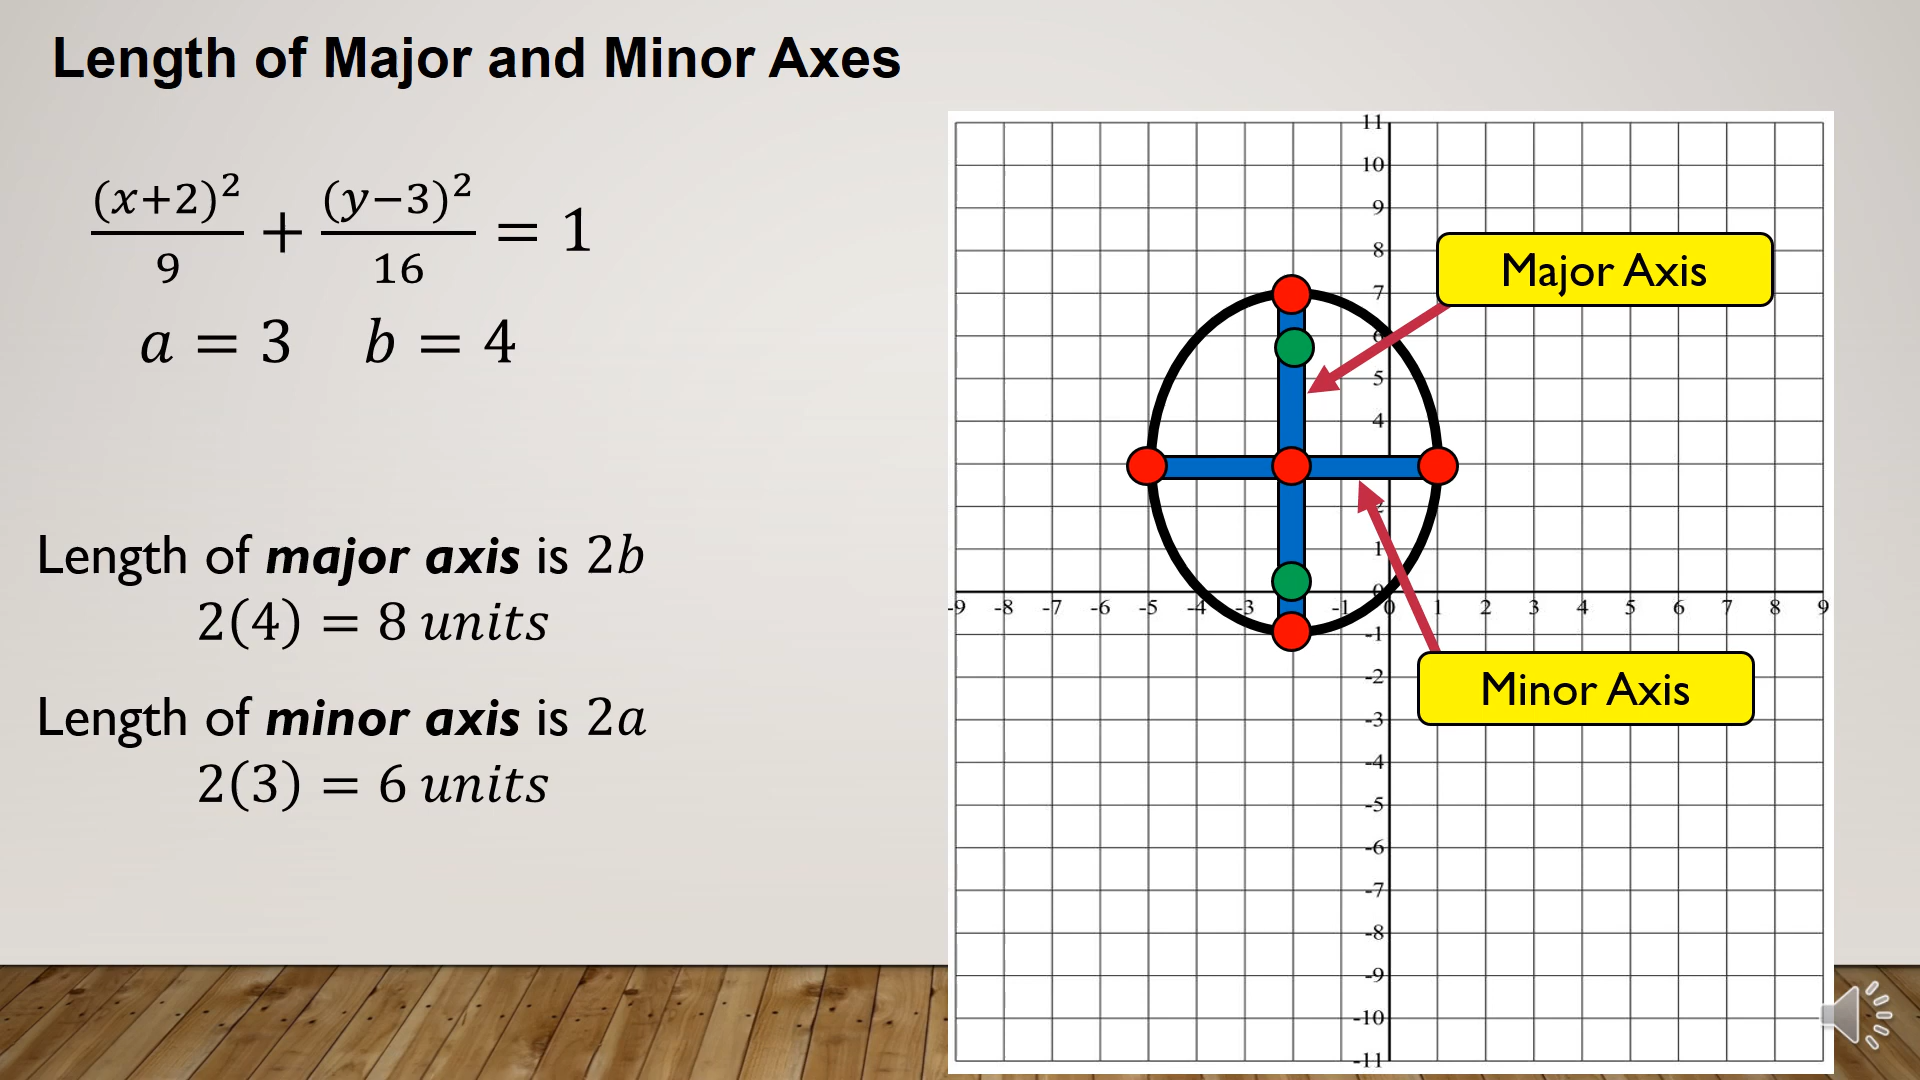 Length of Major and Minor Axes
(x+2)²/9 + (y−3)²/16 = 1
a = 3 b = 4
Length of major axis is 2b
2(4) = 8 units
Length of minor axis is 2a
2(3) = 6 units
11
10
9
8
Major Axis
7
6
5
4
2
1
0
-9 -8 -7 -6 -5 -4 -3 -1 0 1 2 3 4 5 6 7 8 9
-1
-2
Minor Axis
-3
-4
-5
-6
-7
-8
-9
-10
-11